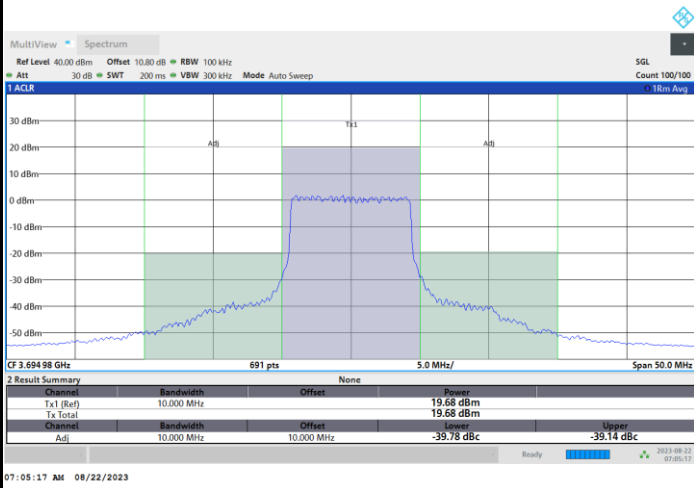 MultiView Spectrum
Ref Level 40.00 dBm Offset 10.80 dB RBW 100 kHz SGL
Att 30 dB SWT 200 ms VBW 300 kHz Mode Auto Sweep Count 100/100
1 ACLR 1Rm Avg
30 dBm
Tx1
20 dBm Adj Adj
10 dBm
0 dBm
-10 dBm
-20 dBm
-30 dBm
-40 dBm
-50 dBm
CF 3.694 98 GHz 691 pts 5.0 MHz/ Span 50.0 MHz
2 Result Summary None
Channel Bandwidth Offset Power
Tx1 (Ref) 10.000 MHz 19.68 dBm
Tx Total 19.68 dBm
Channel Bandwidth Offset Lower Upper
Adj 10.000 MHz 10.000 MHz -39.78 dBc -39.14 dBc
Ready 2023-08-22
07:05:17
07:05:17 AM 08/22/2023